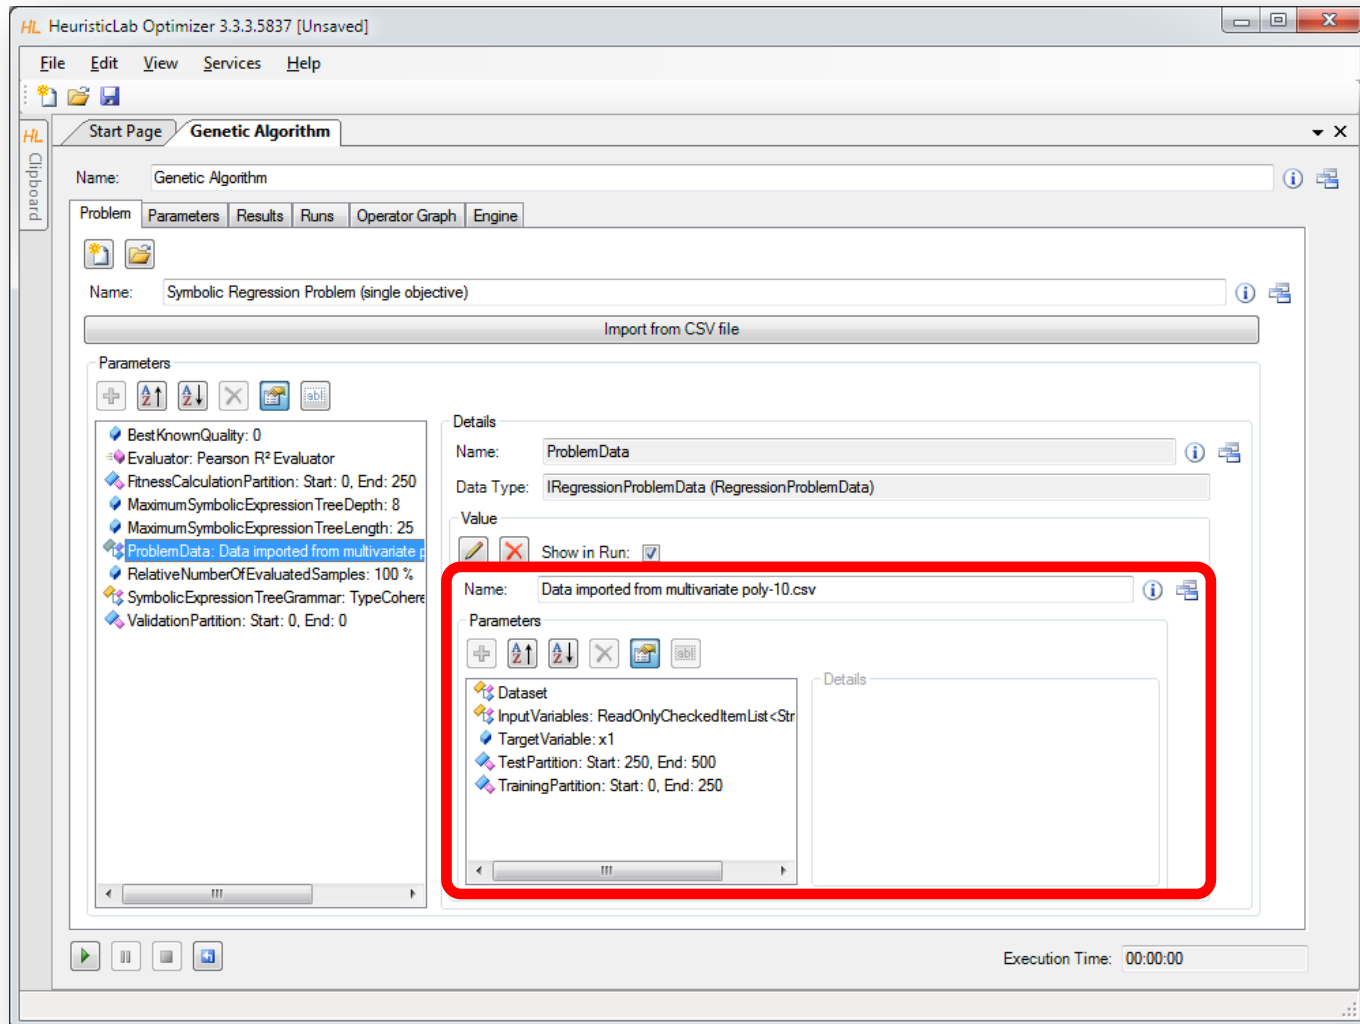 HL HeuristicLab Optimizer 3.3.3.5837 [Unsaved]
File Edit View Services Help
HL Clipboard
Start Page Genetic Algorithm
Name: Genetic Algorithm
Problem Parameters Results Runs Operator Graph Engine
Name: Symbolic Regression Problem (single objective)
Import from CSV file
Parameters
BestKnownQuality: 0
Evaluator: Pearson R² Evaluator
FitnessCalculationPartition: Start: 0, End: 250
MaximumSymbolicExpressionTreeDepth: 8
MaximumSymbolicExpressionTreeLength: 25
ProblemData: Data imported from multivariate p
RelativeNumberOfEvaluatedSamples: 100 %
SymbolicExpressionTreeGrammar: TypeCohere
ValidationPartition: Start: 0, End: 0
Details
Name: ProblemData
Data Type: IRegressionProblemData (RegressionProblemData)
Value
Show in Run:
Name: Data imported from multivariate poly-10.csv
Parameters
Dataset
InputVariables: ReadOnlyCheckedItemList<Str
TargetVariable: x1
TestPartition: Start: 250, End: 500
TrainingPartition: Start: 0, End: 250
Details
Execution Time: 00:00:00